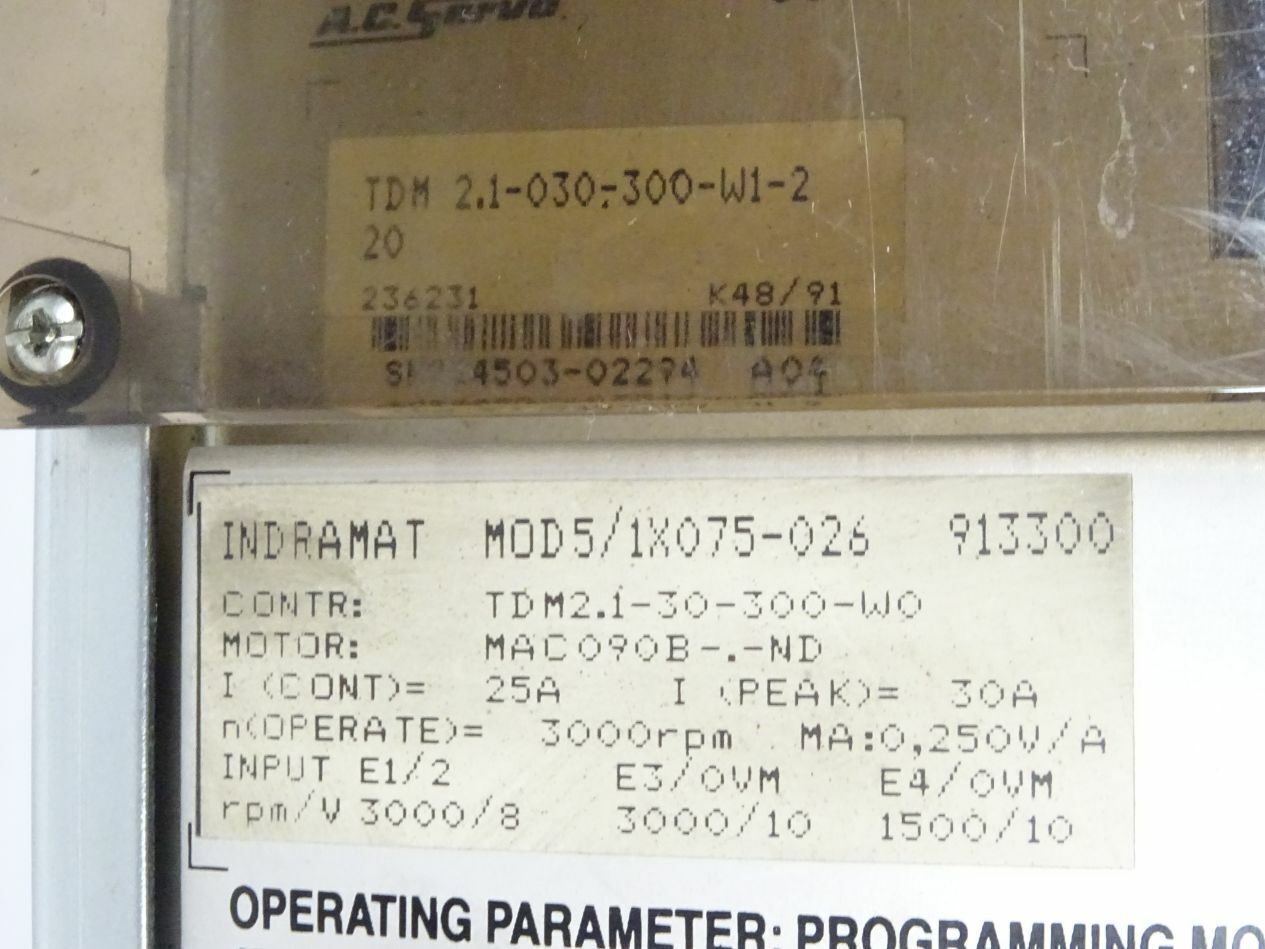 A.C. Servo
TDM 2.1-030-300-W1-2
20
236231 K48/91
4503-02294
INDRAMAT MOD5/1X075-026 913300
CONTR: TDM2.1-30-300-W0
MOTOR: MAC090B-.-ND
I (CONT)= 25A I (PEAK)= 30A
n(OPERATE)= 3000rpm MA:0,250V/A
INPUT E1/2 E3/0VM E4/0VM
rpm/V 3000/8 3000/10 1500/10
OPERATING PARAMETER: PROGRAMMING MO